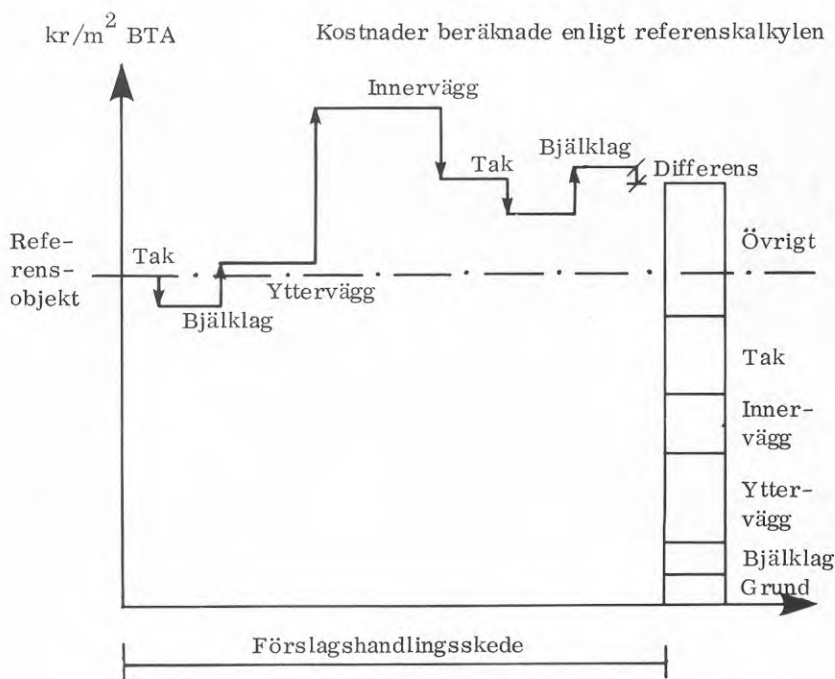 kr/m² BTA
Kostnader beräknade enligt referenskalkylen
Innervägg
Tak
Bjälklag
Differens
Refe-
rens-
objekt
Tak
Yttervägg
Bjälklag
Övrigt
Tak
Inner-
vägg
Ytter-
vägg
Bjälklag
Grund
Förslagshandlingsskede